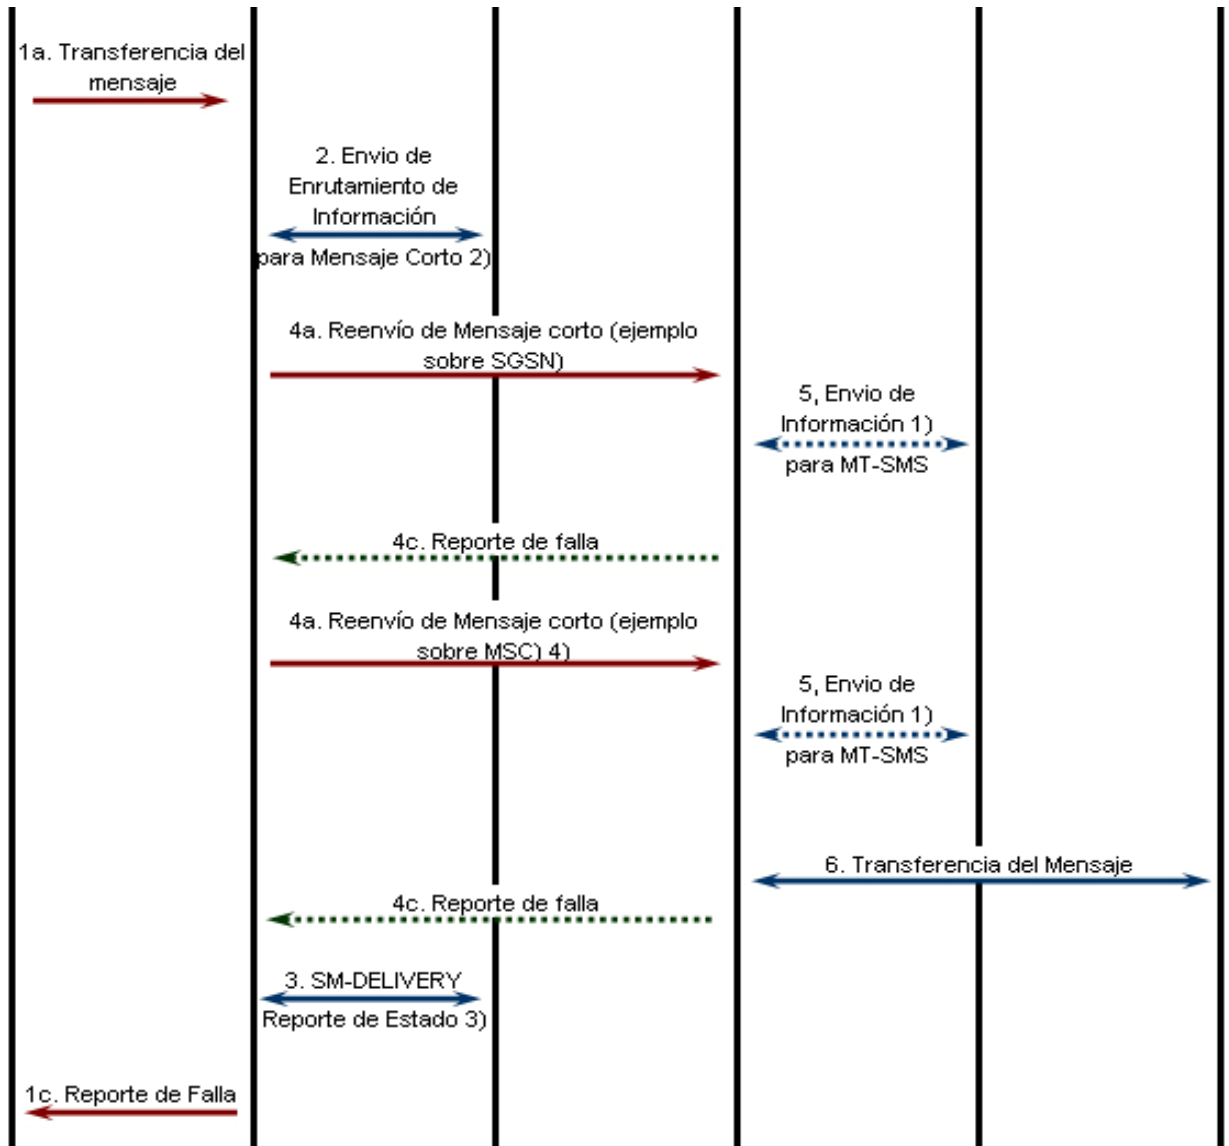 1a. Transferencia del
mensaje
2. Envio de
Enrutamiento de
Información
para Mensaje Corto 2)
4a. Reenvío de Mensaje corto (ejemplo
sobre SGSN)
5, Envio de
Información 1)
para MT-SMS
4c. Reporte de falla
4a. Reenvío de Mensaje corto (ejemplo
sobre MSC) 4)
5, Envio de
Información 1)
para MT-SMS
6. Transferencia del Mensaje
4c. Reporte de falla
3. SM-DELIVERY
Reporte de Estado 3)
1c. Reporte de Falla